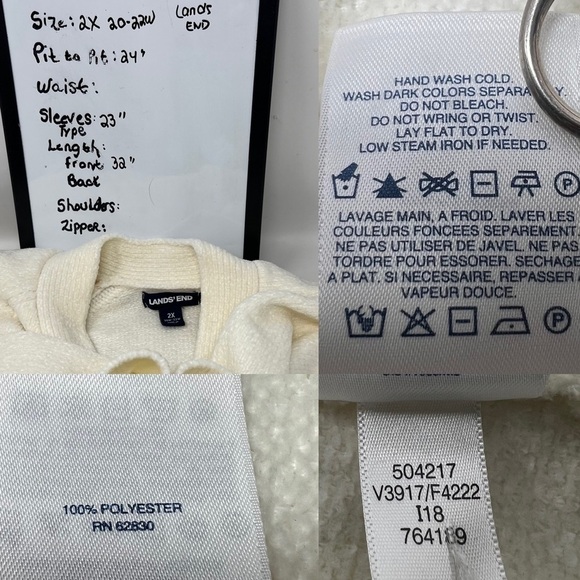 Size: 2X 20-22W
Lands
END
Pit to Pit: 24"
Waist:
Sleeves: 23"
Type
Length:
front 32"
Back
Shoulders:
Zipper:
LANDS' END
2X
HAND WASH COLD.
WASH DARK COLORS SEPARA Y.
DO NOT BLEACH.
DO NOT WRING OR TWIST.
LAY FLAT TO DRY.
LOW STEAM IRON IF NEEDED.
P
LAVAGE MAIN, A FROID. LAVER LES
COULEURS FONCÉES SEPARÉMENT.
NE PAS UTILISER DE JAVEL. NE PAS
TORDRE POUR ESSORER. SECHAGE
A PLAT. SI NECESSAIRE, REPASSER A
VAPEUR DOUCE.
P
100% POLYESTER
RN 62830
504217
V3917/F4222
I18
764189